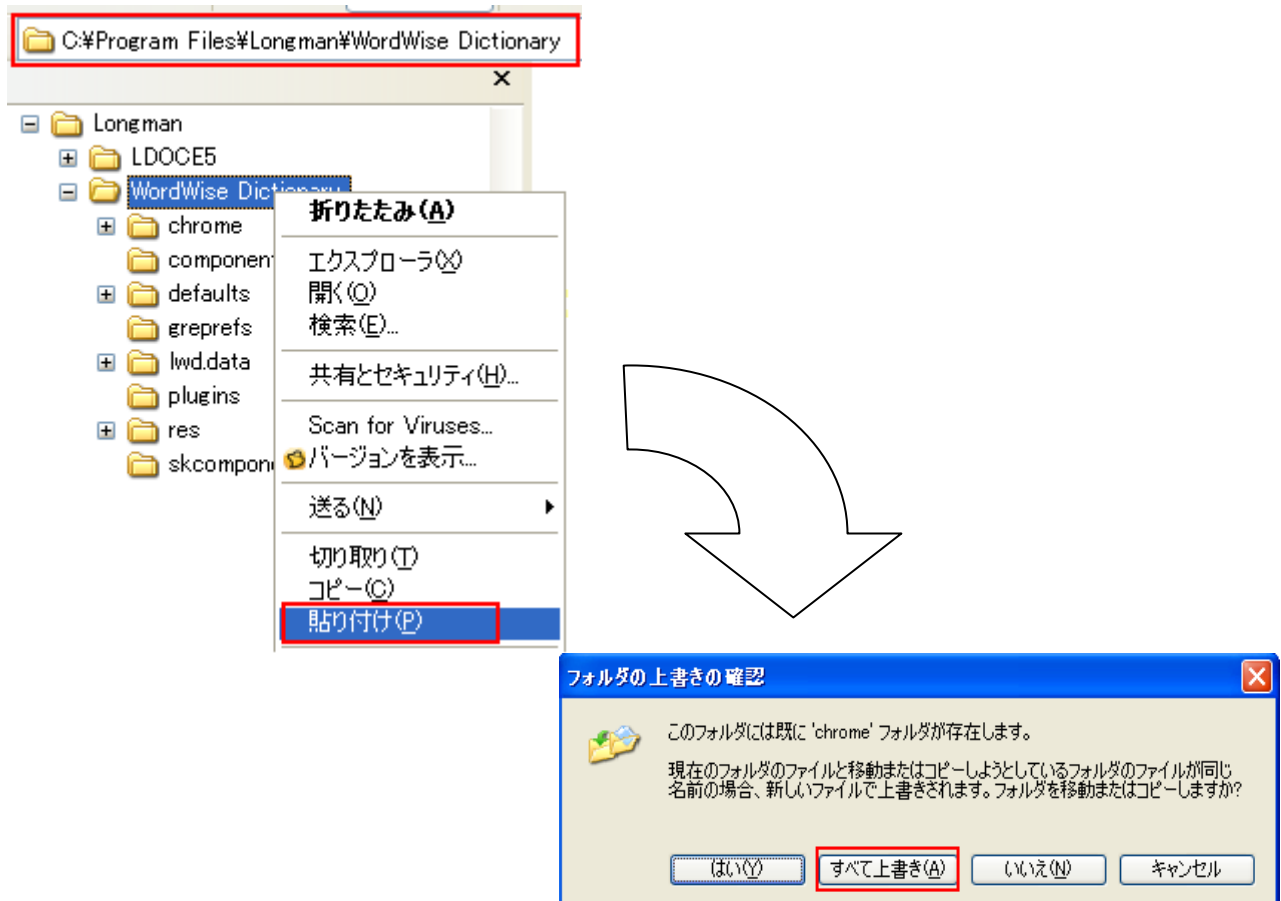 C:¥Program Files¥Longman¥WordWise Dictionary
Longman
LDOCE5
WordWise Dictionary
chrome
componen
defaults
greprefs
lwd.data
plugins
res
skcompon
折りたたみ(A)
エクスプローラ(X)
開く(O)
検索(E)...
共有とセキュリティ(H)...
Scan for Viruses...
バージョンを表示...
送る(N)
切り取り(T)
コピー(C)
貼り付け(P)
フォルダの上書きの確認
このフォルダには既に 'chrome' フォルダが存在します。
現在のフォルダのファイルと移動またはコピーしようとしているフォルダのファイルが同じ
名前の場合、新しいファイルで上書きされます。フォルダを移動またはコピーしますか?
はい(Y) すべて上書き(A) いいえ(N) キャンセル